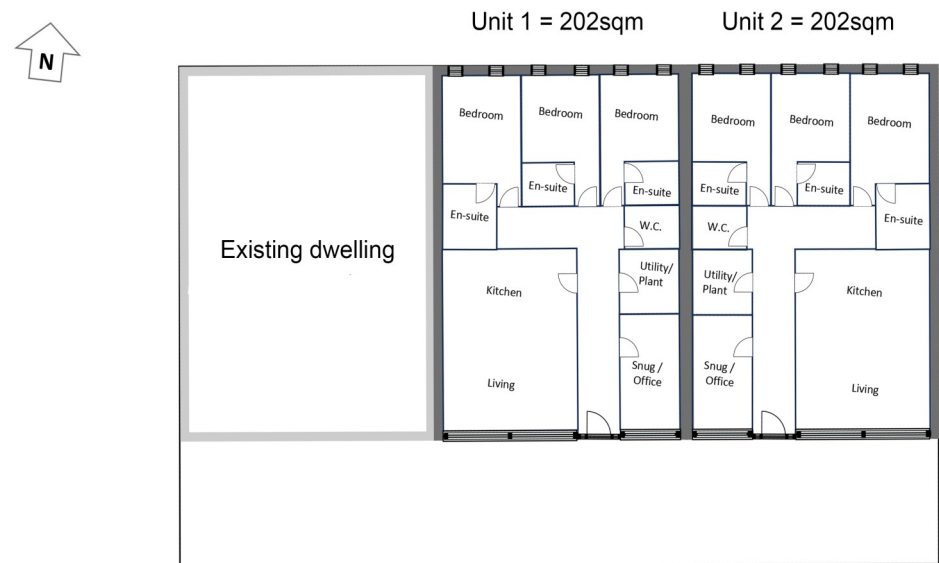 Unit 1 = 202sqm
Unit 2 = 202sqm
N
Existing dwelling
Bedroom
Bedroom
Bedroom
En-suite
En-suite
En-suite
W.C.
Kitchen
Utility/
Plant
Living
Snug /
Office
Bedroom
Bedroom
Bedroom
En-suite
En-suite
En-suite
W.C.
Utility/
Plant
Kitchen
Snug /
Office
Living